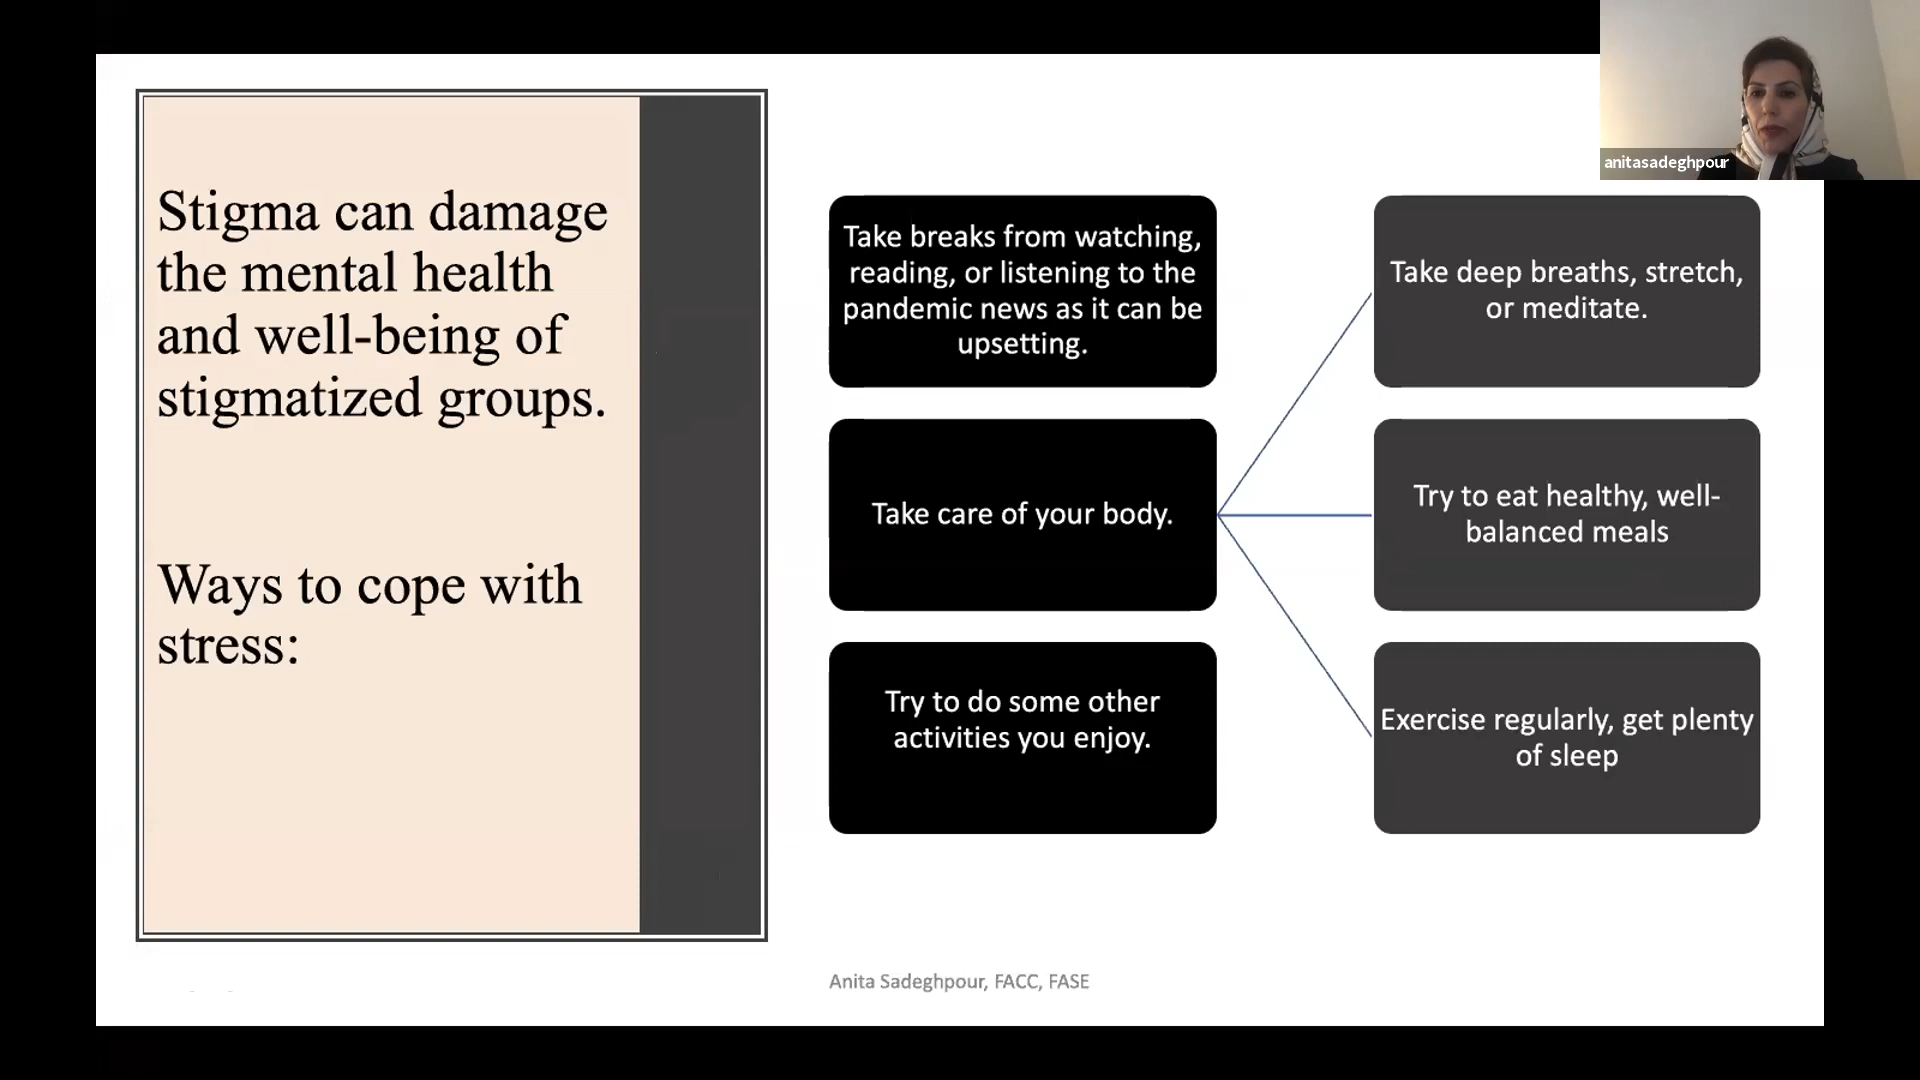 Stigma can damage
the mental health
and well-being of
stigmatized groups.
Ways to cope with
stress:
Take breaks from watching,
reading, or listening to the
pandemic news as it can be
upsetting.
Take care of your body.
Try to do some other
activities you enjoy.
Take deep breaths, stretch,
or meditate.
Try to eat healthy, well-
balanced meals
Exercise regularly, get plenty
of sleep
anitasadeghpour
Anita Sadeghpour, FACC, FASE